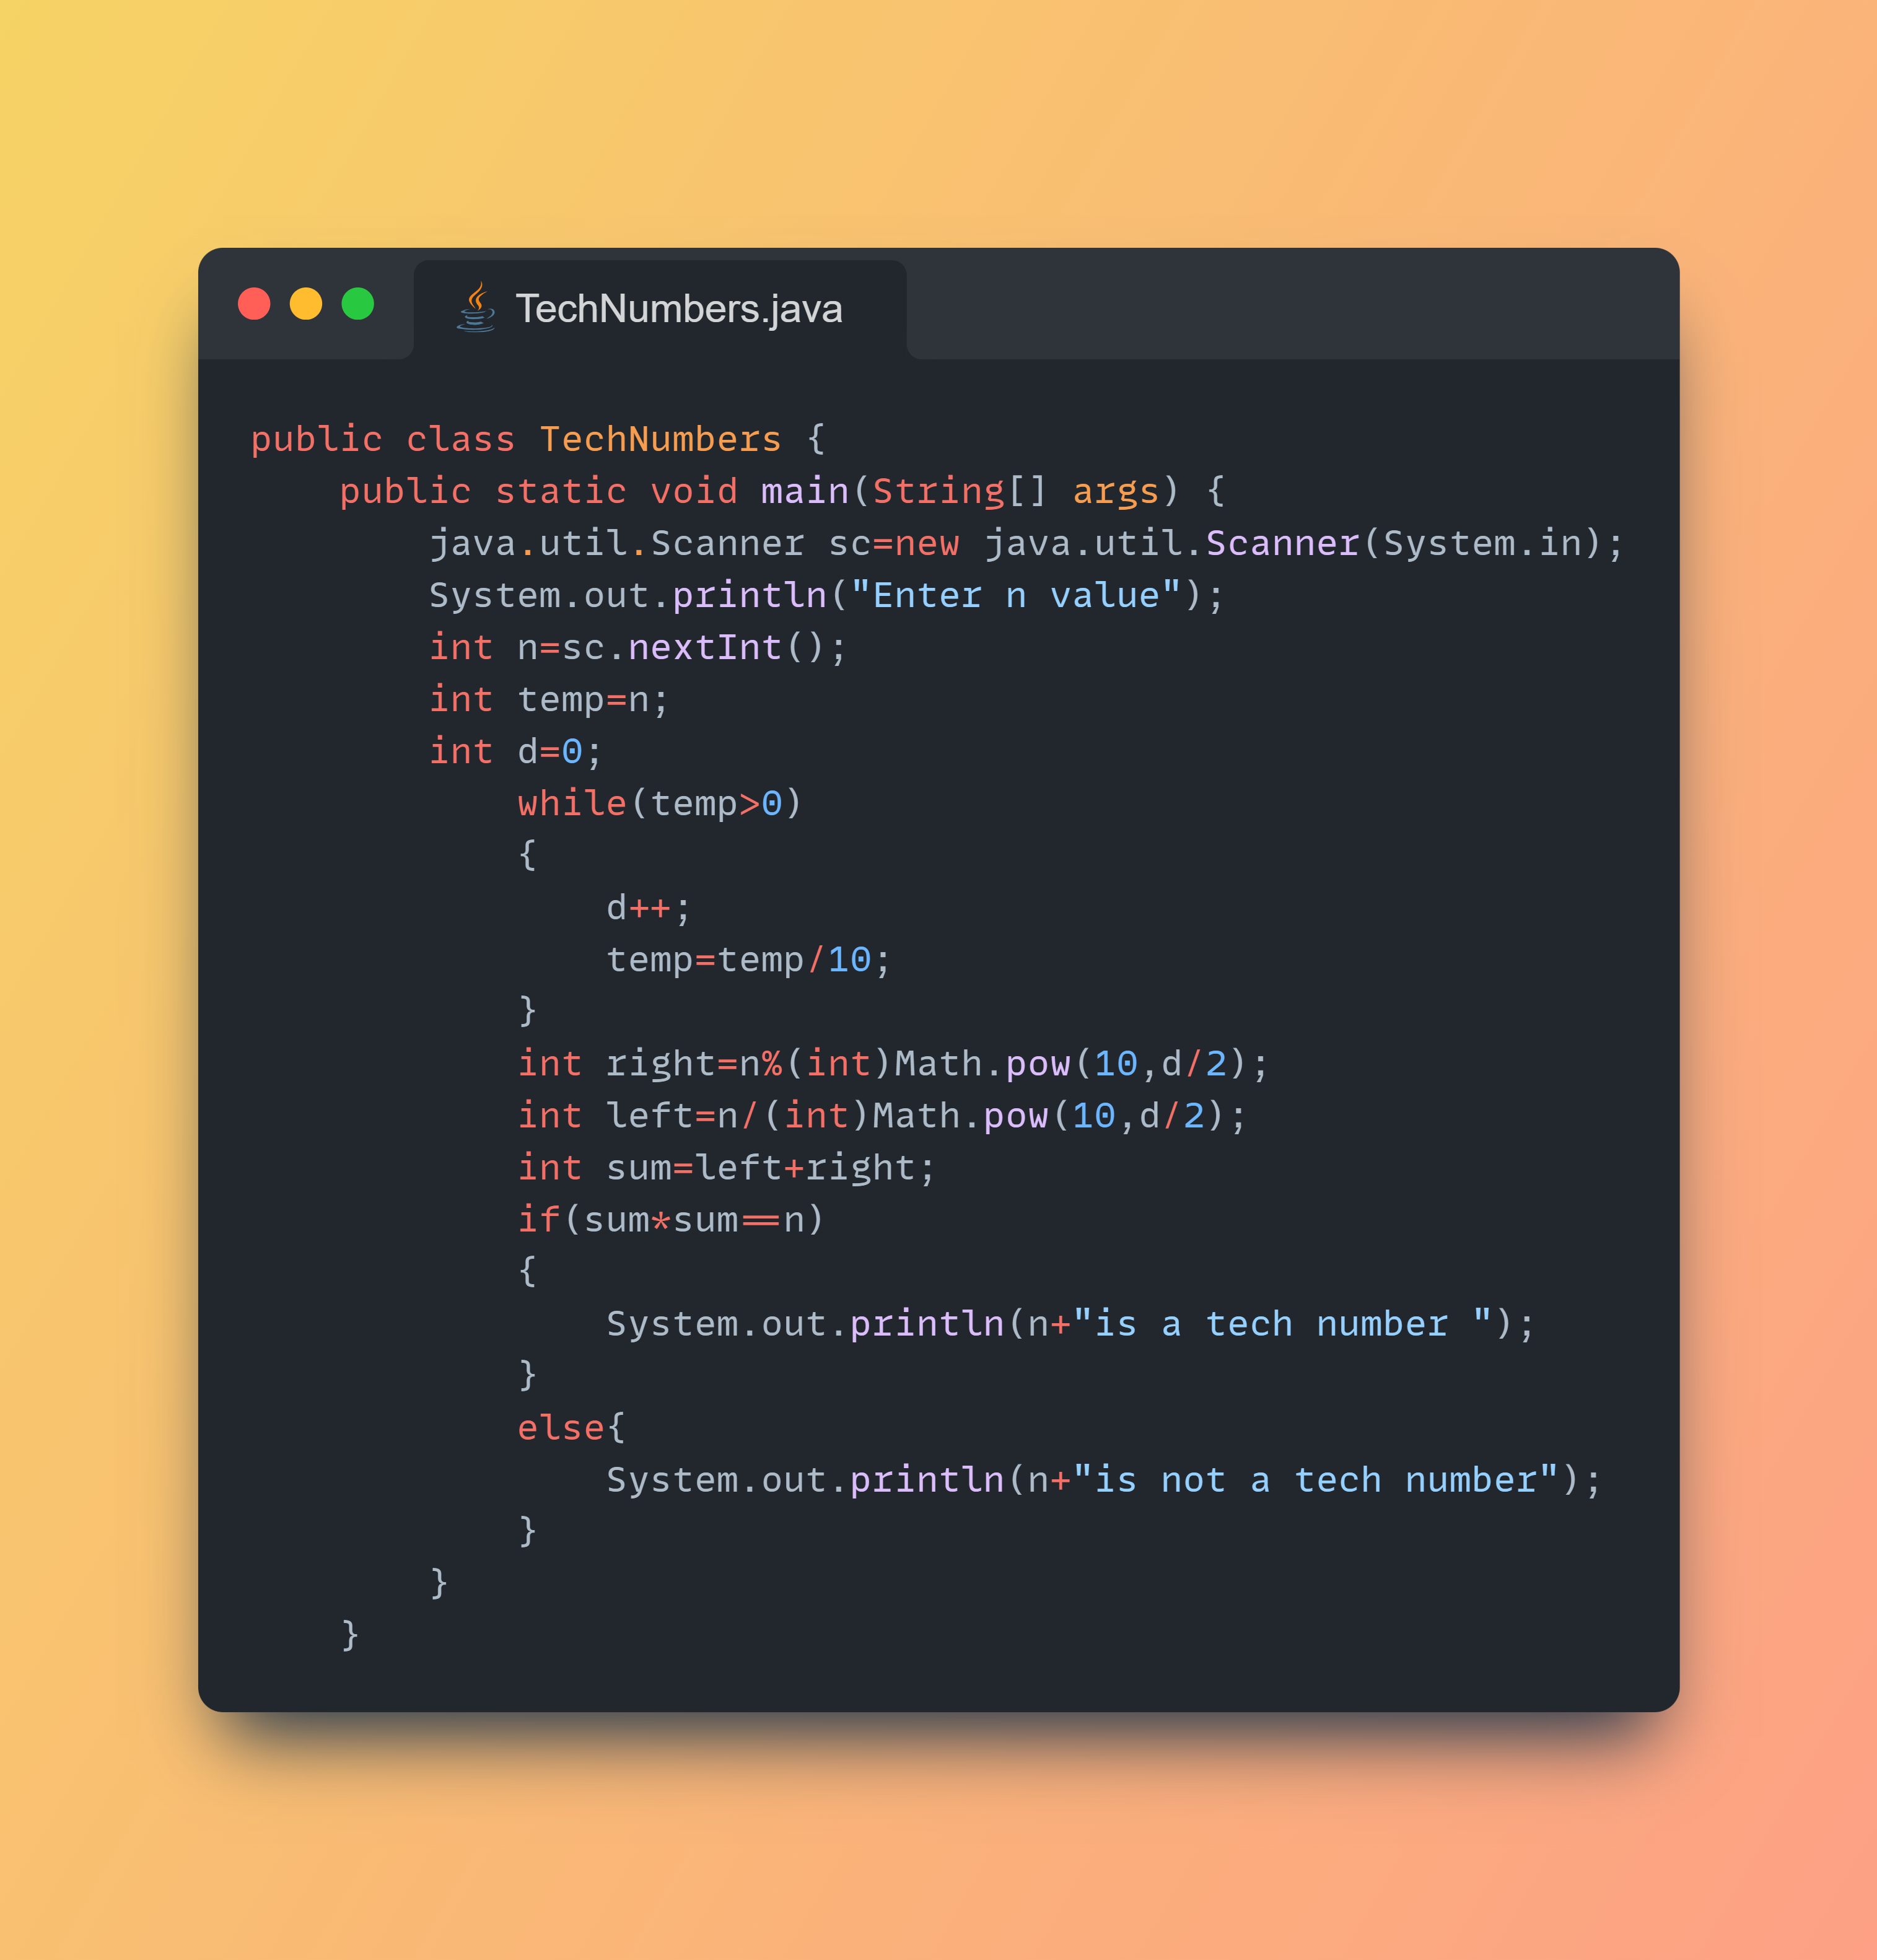 TechNumbers.java
public class TechNumbers {
    public static void main(String[] args) {
        java.util.Scanner sc=new java.util.Scanner(System.in);
        System.out.println("Enter n value");
        int n=sc.nextInt();
        int temp=n;
        int d=0;
            while(temp>0)
            {
                d++;
                temp=temp/10;
            }
            int right=n%(int)Math.pow(10,d/2);
            int left=n/(int)Math.pow(10,d/2);
            int sum=left+right;
            if(sum*sum==n)
            {
                System.out.println(n+"is a tech number ");
            }
            else{
                System.out.println(n+"is not a tech number");
            }
        }
    }